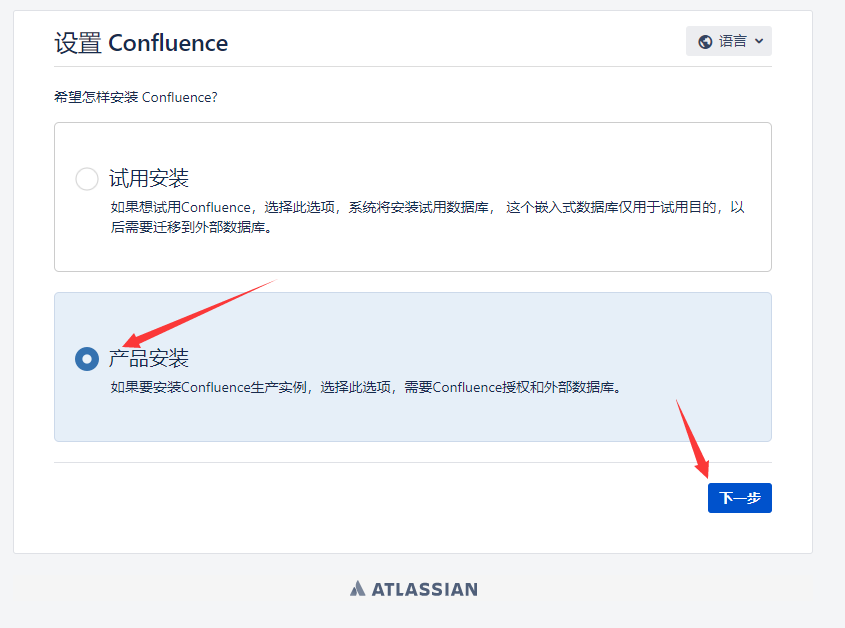 设置 Confluence
语言
希望怎样安装 Confluence?
试用安装
如果想试用Confluence，选择此选项，系统将安装试用数据库， 这个嵌入式数据库仅用于试用目的，以
后需要迁移到外部数据库。
产品安装
如果要安装Confluence生产实例，选择此选项，需要Confluence授权和外部数据库。
下一步
ATLASSIAN